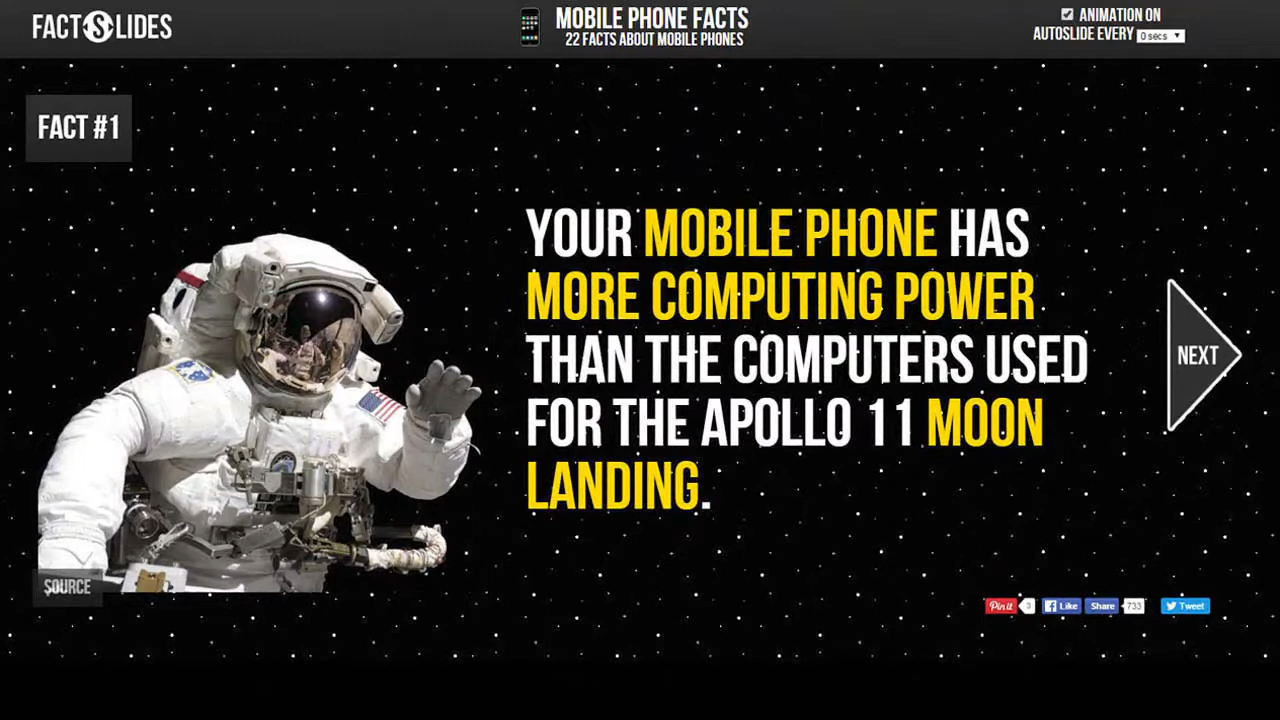 FACTSLIDES
MOBILE PHONE FACTS
22 FACTS ABOUT MOBILE PHONES
ANIMATION ON
AUTOSLIDE EVERY 0 secs
FACT #1
YOUR MOBILE PHONE HAS
MORE COMPUTING POWER
THAN THE COMPUTERS USED
FOR THE APOLLO 11 MOON
LANDING.
NEXT
SOURCE
Pin it 3 Like Share 733 Tweet